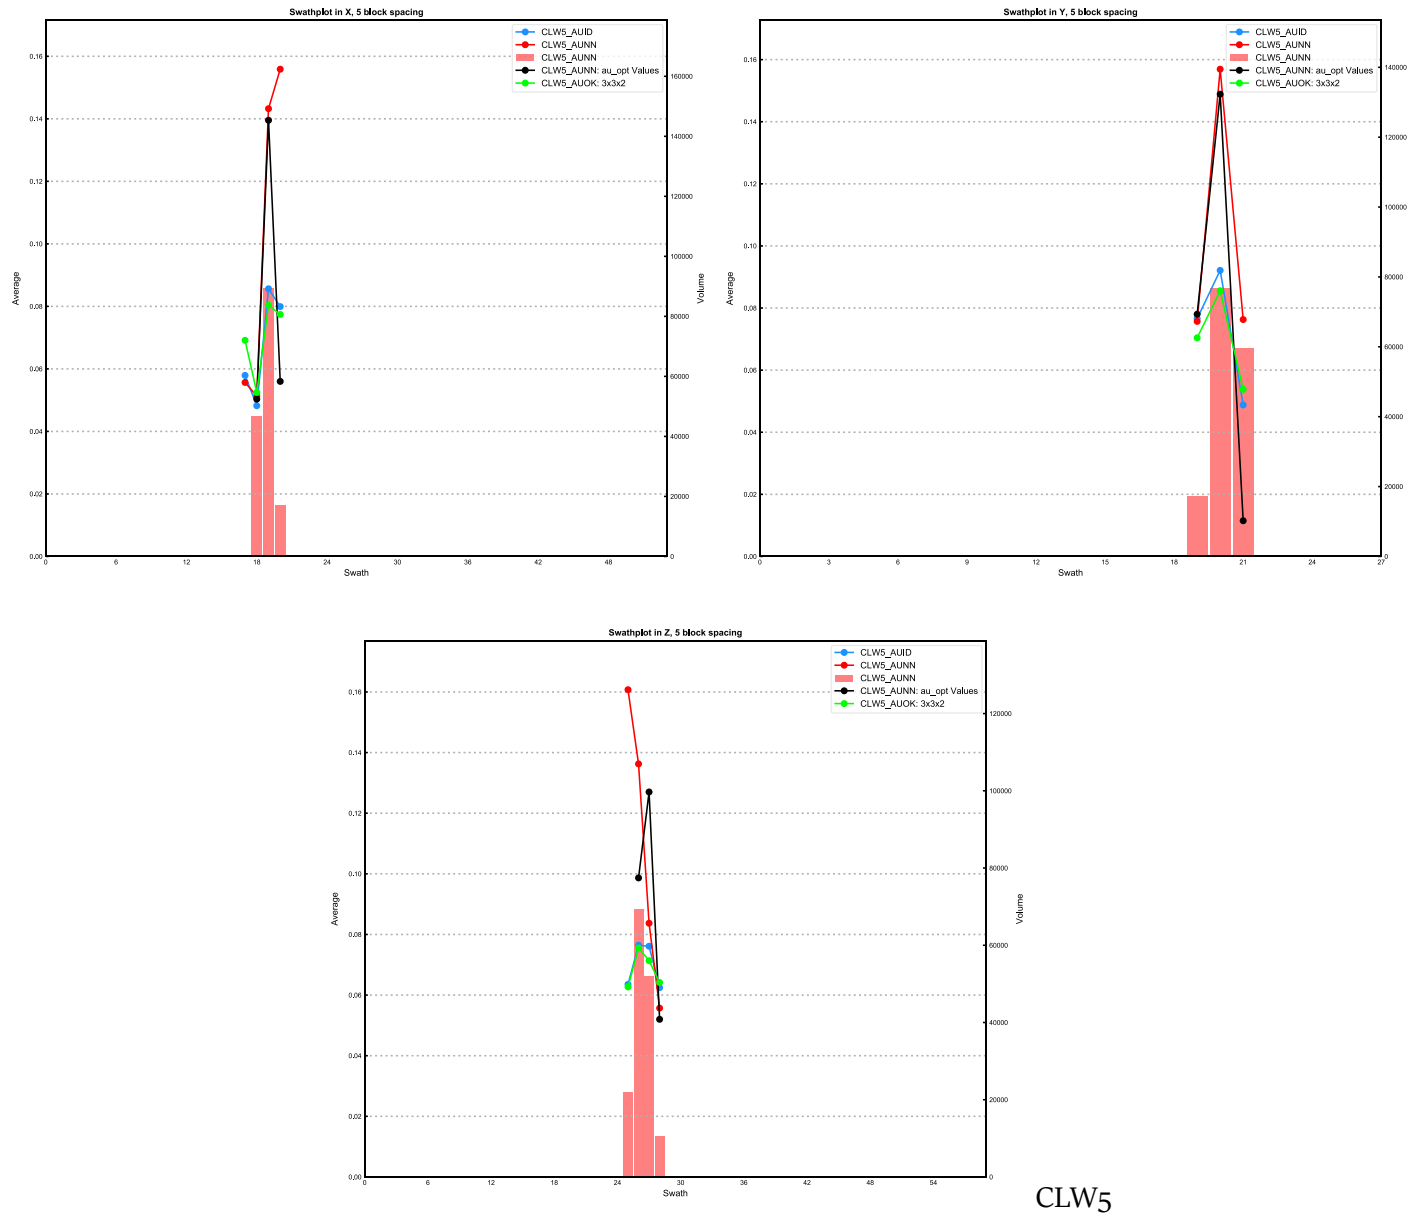 Swathplot in X, 5 block spacing
CLW5_AUID
CLW5_AUNN
CLW5_AUNN
CLW5_AUNN: au_opt Values
CLW5_AUOK: 3x3x2
0.16
0.14
0.12
0.10
0.08
0.06
0.04
0.02
0.00
Average
160000
140000
120000
100000
80000
60000
40000
20000
0
Volume
0 6 12 18 24 30 36 42 48
Swath
Swathplot in Y, 5 block spacing
CLW5_AUID
CLW5_AUNN
CLW5_AUNN
CLW5_AUNN: au_opt Values
CLW5_AUOK: 3x3x2
0.16
0.14
0.12
0.10
0.08
0.06
0.04
0.02
0.00
Average
140000
120000
100000
80000
60000
40000
20000
0
0 3 6 9 12 15 18 21 24 27
Swath
Swathplot in Z, 5 block spacing
CLW5_AUID
CLW5_AUNN
CLW5_AUNN
CLW5_AUNN: au_opt Values
CLW5_AUOK: 3x3x2
0.16
0.14
0.12
0.10
0.08
0.06
0.04
0.02
0.00
Average
120000
100000
80000
60000
40000
20000
0
Volume
0 6 12 18 24 30 36 42 48 54
Swath
CLW5